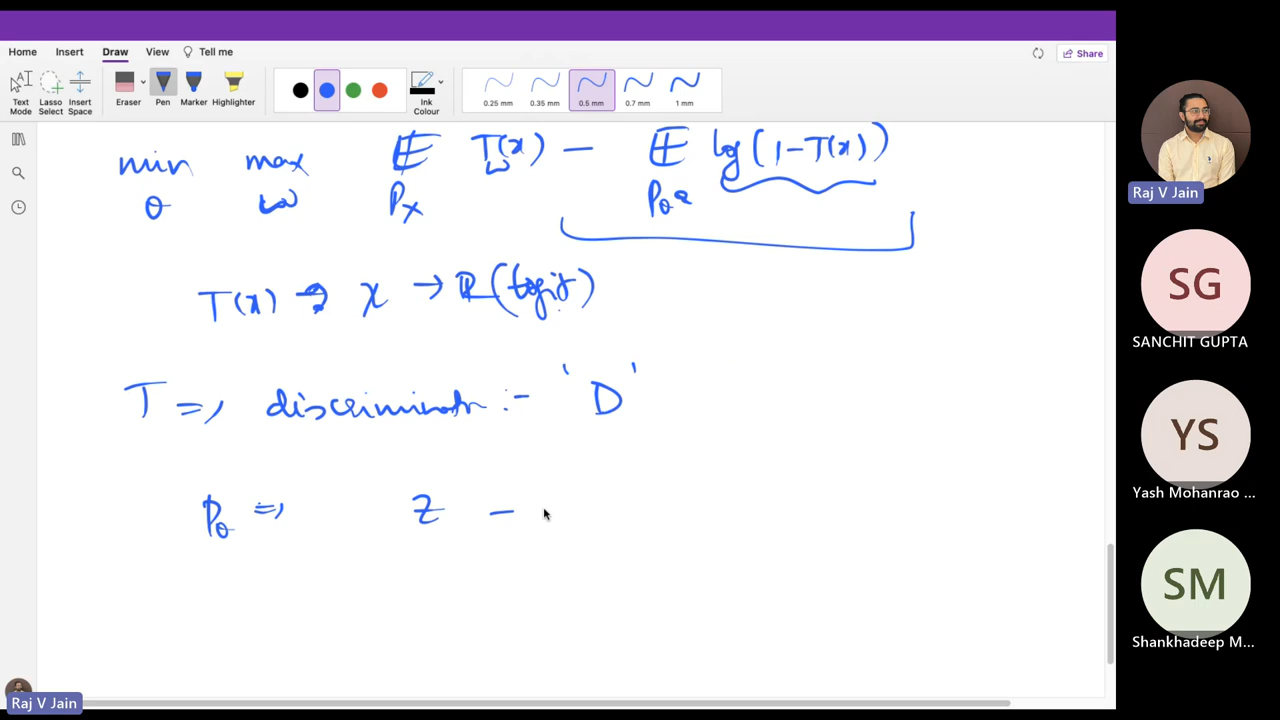 Home Insert Draw View Tell me Share
Text Mode Lasso Select Insert Space Eraser Pen Marker Highlighter Ink Colour 0.25 mm 0.35 mm 0.5 mm 0.7 mm 1 mm
min max 𝔼 T(x) − 𝔼 log(1−T(x))
θ ω Pₓ ω Pθ
T(x) → x → ℝ (logit)
T ⇒ discriminator :- 'D'
Pθ ⇒ z −
Raj V Jain
SANCHIT GUPTA
YS
Yash Mohanrao ...
SG
SM
Shankhadeep M...
Raj V Jain